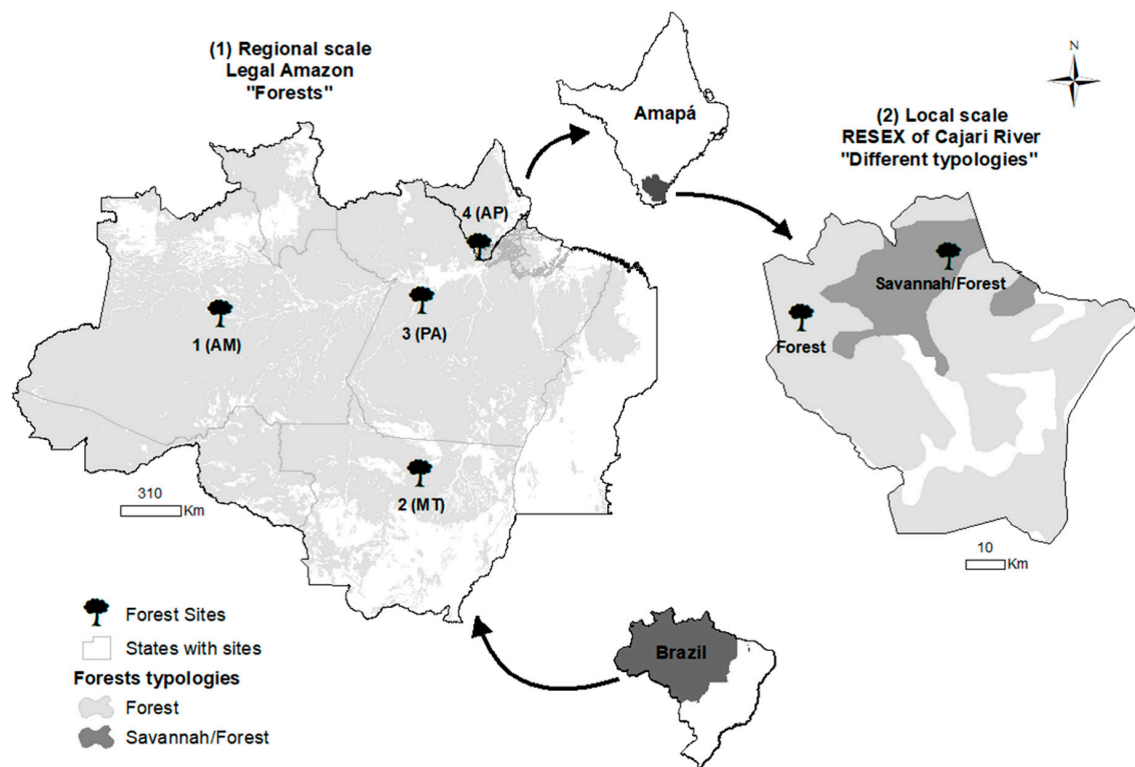 (1) Regional scale
Legal Amazon
"Forests"
N
Amapá
(2) Local scale
RESEX of Cajari River
"Different typologies"
4 (AP)
3 (PA)
1 (AM)
2 (MT)
310
Km
Savannah/Forest
Forest
10
Km
Forest Sites
States with sites
Forests typologies
Forest
Savannah/Forest
Brazil